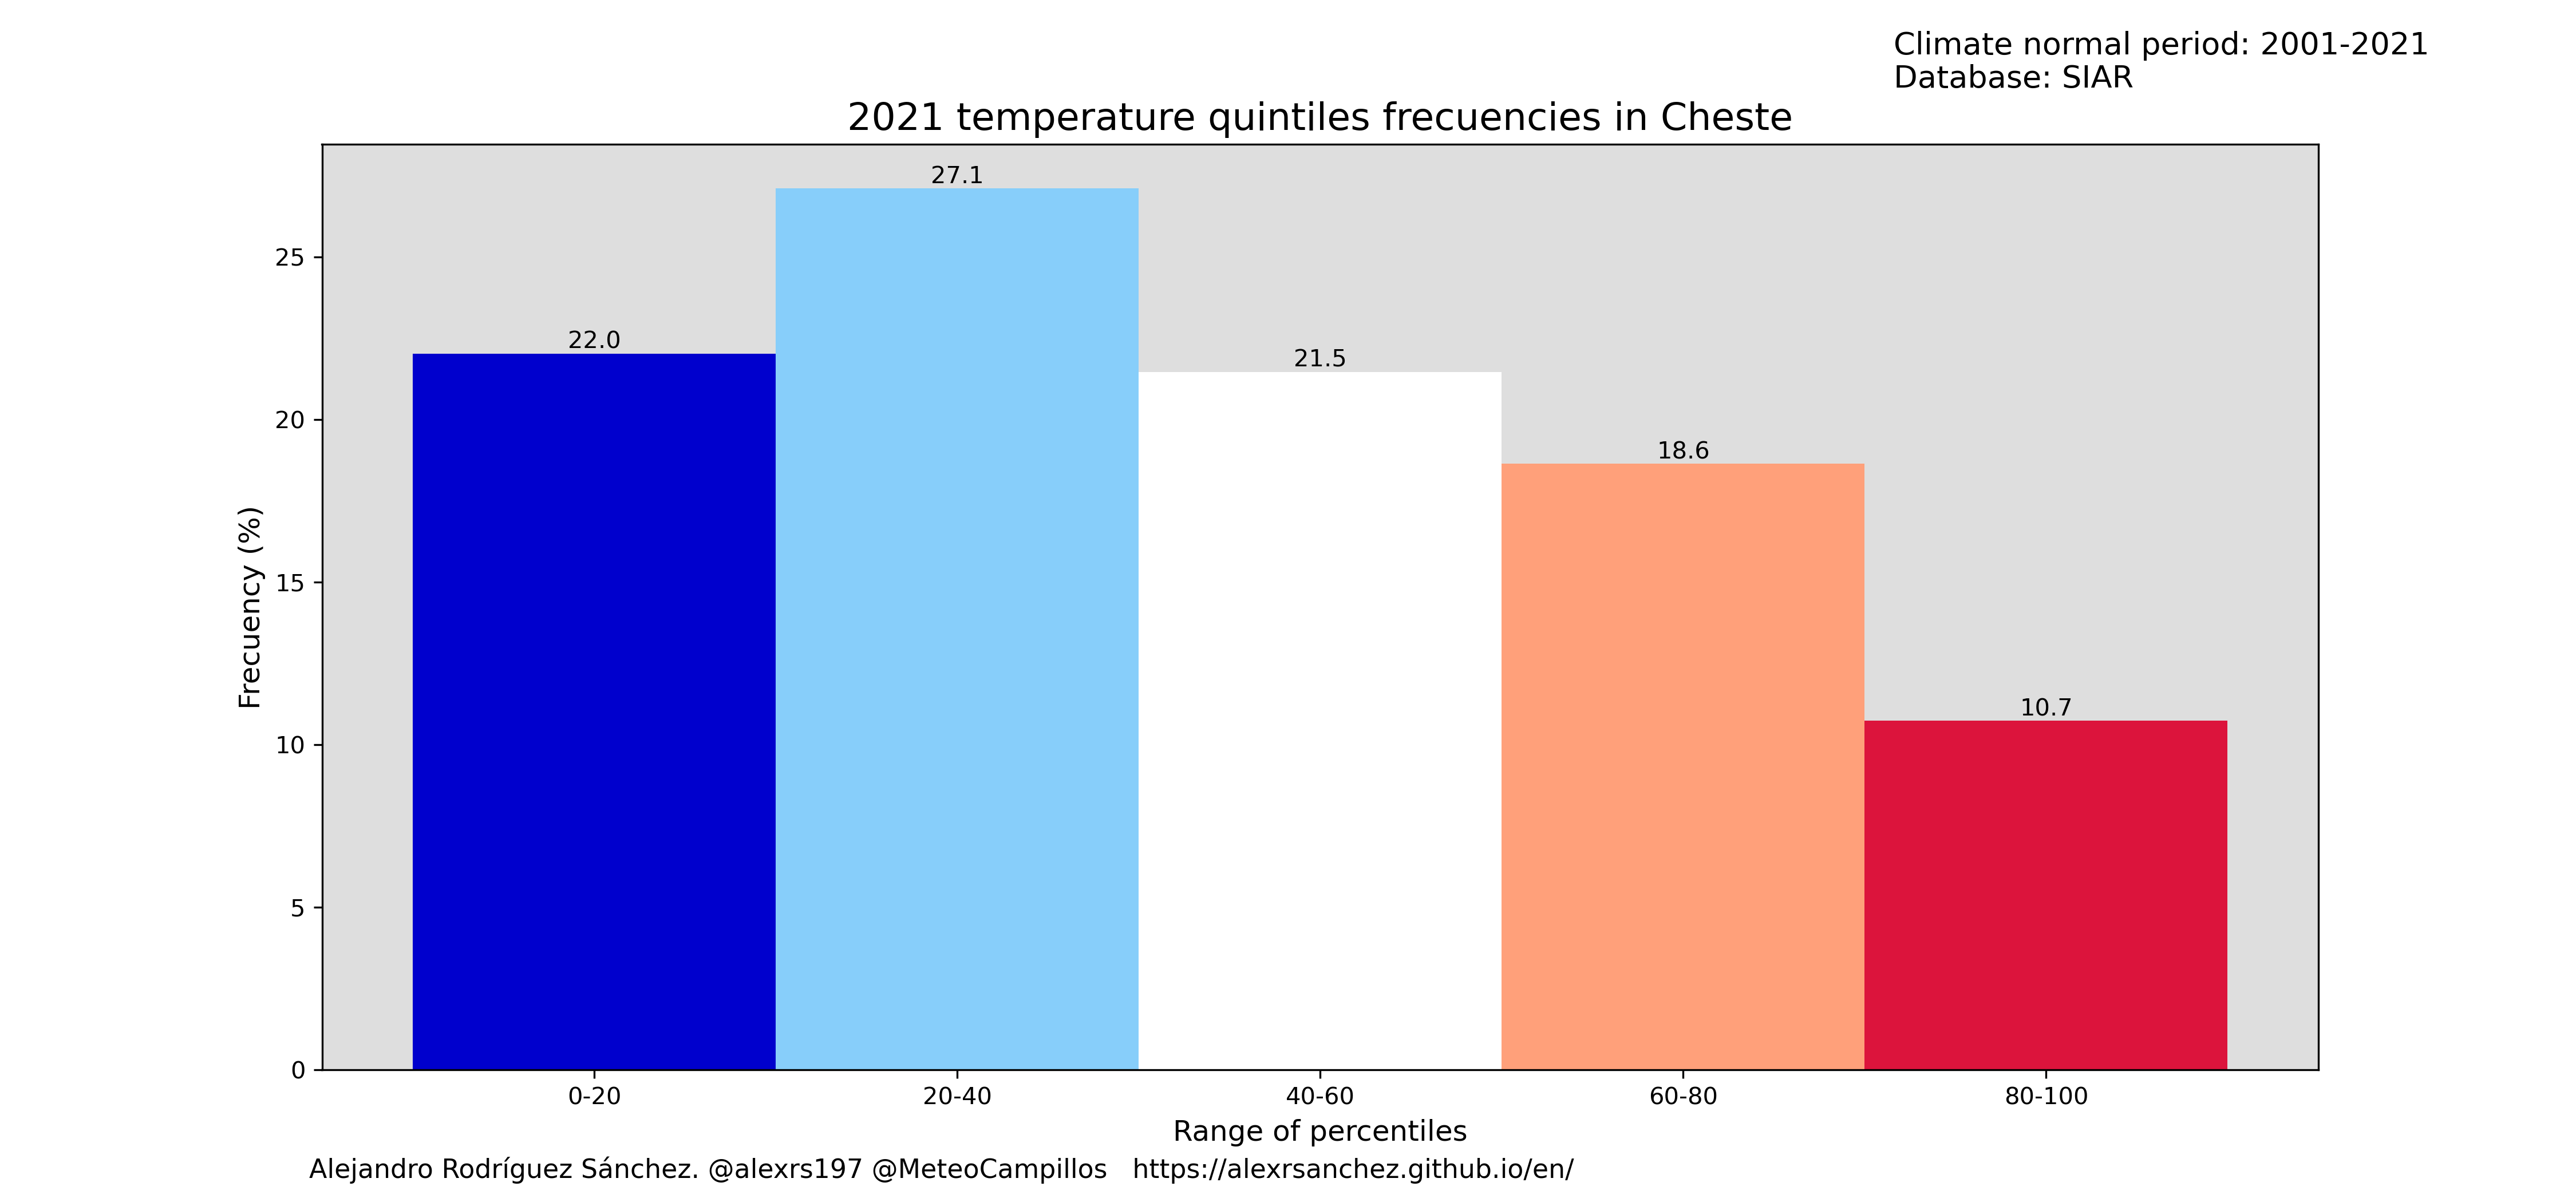 Climate normal period: 2001-2021
Database: SIAR
2021 temperature quintiles frecuencies in Cheste
27.1
25
22.0
21.5
20
18.6
Frecuency (%)
15
10.7
10
5
0
0-20 20-40 40-60 60-80 80-100
Range of percentiles
Alejandro Rodríguez Sánchez. @alexrs197 @MeteoCampillos https://alexrsanchez.github.io/en/